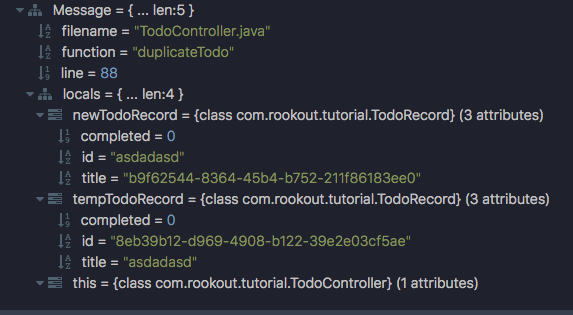 Message = { ... len:5 }
filename = "TodoController.java"
function = "duplicateTodo"
line = 88
locals = { ... len:4 }
newTodoRecord = {class com.rookout.tutorial.TodoRecord} (3 attributes)
completed = 0
id = "asdadasd"
title = "b9f62544-8364-45b4-b752-211f86183ee0"
tempTodoRecord = {class com.rookout.tutorial.TodoRecord} (3 attributes)
completed = 0
id = "8eb39b12-d969-4908-b122-39e2e03cf5ae"
title = "asdadasd"
this = {class com.rookout.tutorial.TodoController} (1 attributes)